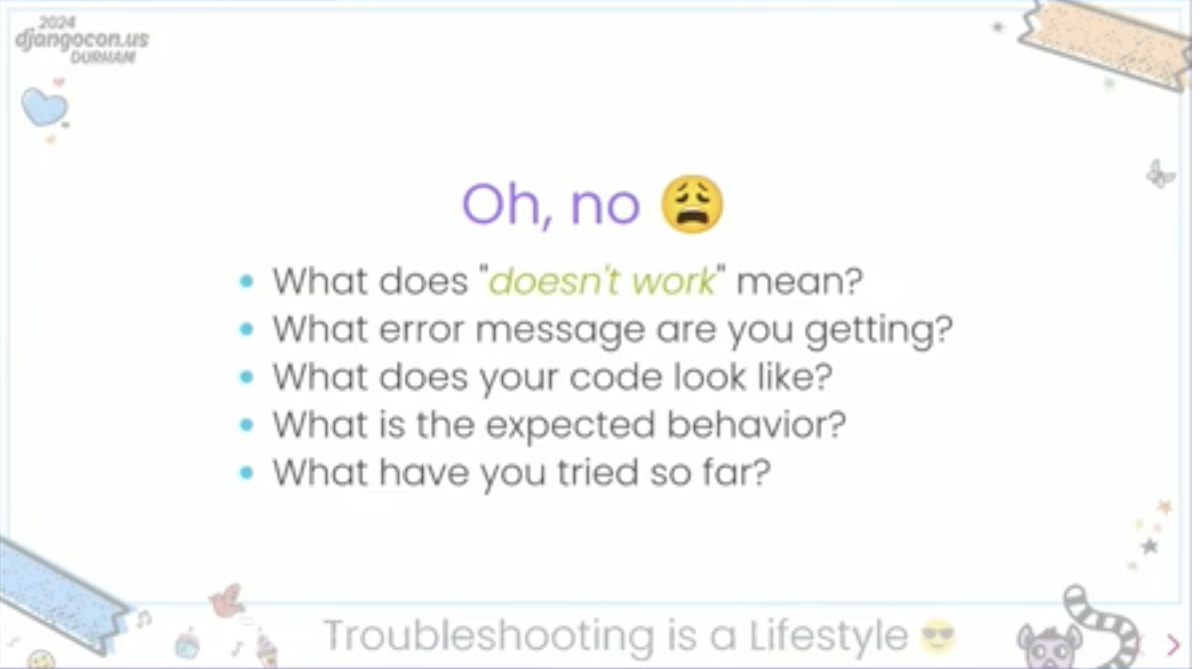 2024
djangocon.us
DURHAM
Oh, no 😩
What does "doesn't work" mean?
What error message are you getting?
What does your code look like?
What is the expected behavior?
What have you tried so far?
Troubleshooting is a Lifestyle 😎